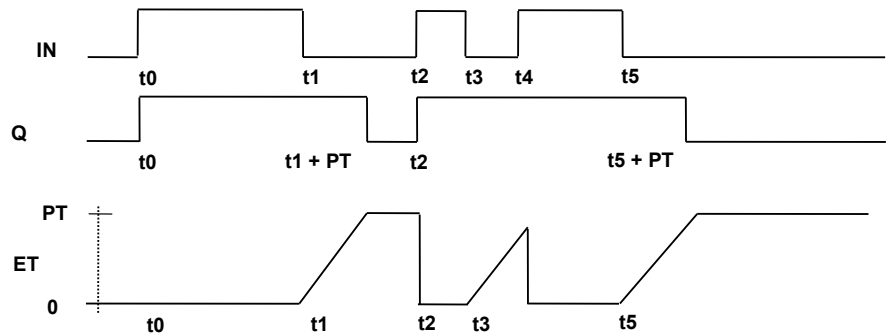 IN
t0 t1 t2 t3 t4 t5
Q
t0 t1 + PT t2 t5 + PT
PT
ET
0
t0 t1 t2 t3 t5